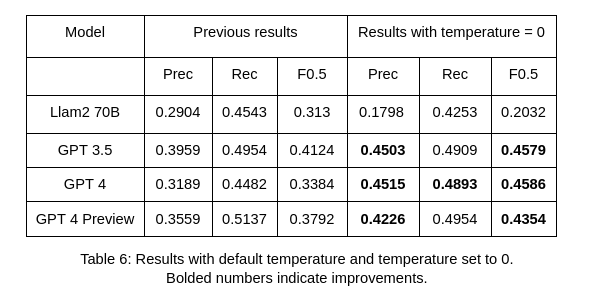 Model Previous results Results with temperature = 0
Prec Rec F0.5 Prec Rec F0.5
Llam2 70B 0.2904 0.4543 0.313 0.1798 0.4253 0.2032
GPT 3.5 0.3959 0.4954 0.4124 0.4503 0.4909 0.4579
GPT 4 0.3189 0.4482 0.3384 0.4515 0.4893 0.4586
GPT 4 Preview 0.3559 0.5137 0.3792 0.4226 0.4954 0.4354
Table 6: Results with default temperature and temperature set to 0.
Bolded numbers indicate improvements.